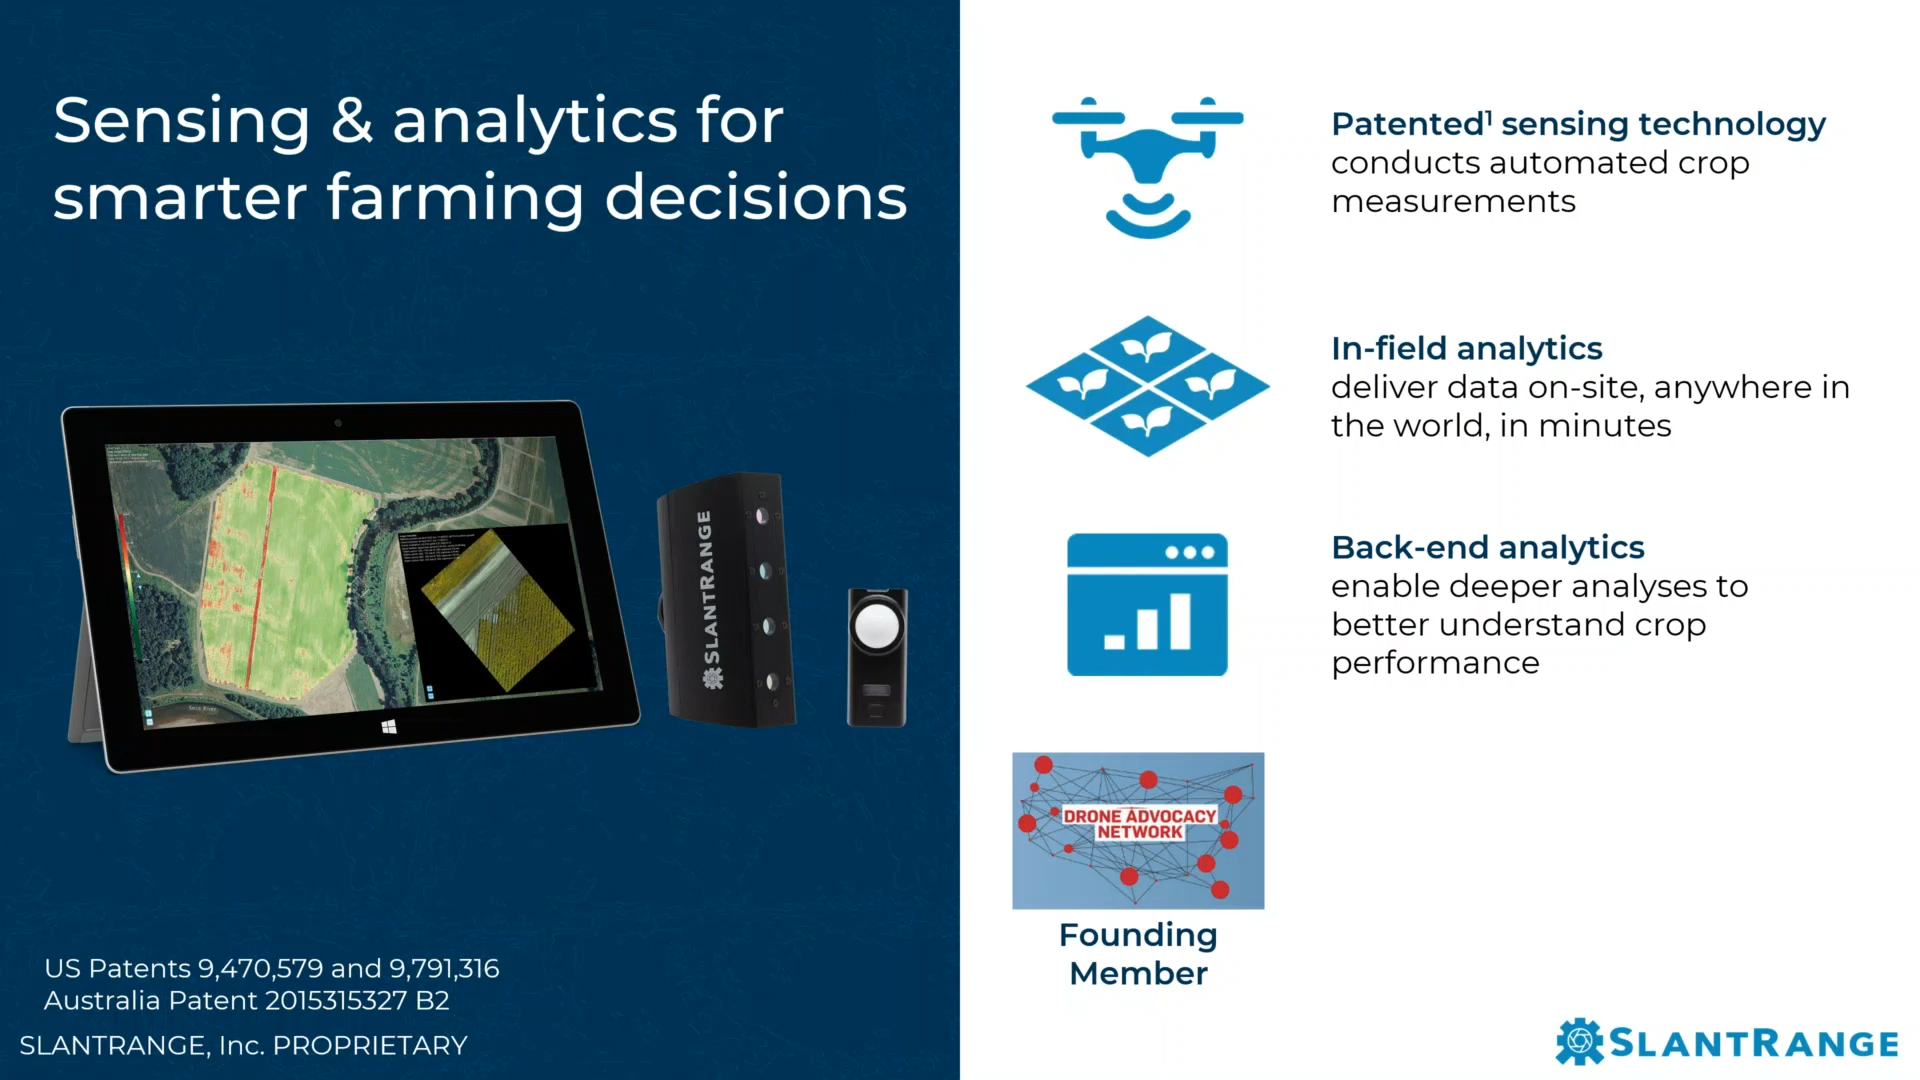 Sensing & analytics for
smarter farming decisions
SLANTRANGE
US Patents 9,470,579 and 9,791,316
Australia Patent 2015315327 B2
SLANTRANGE, Inc. PROPRIETARY
Patented¹ sensing technology
conducts automated crop
measurements
In-field analytics
deliver data on-site, anywhere in
the world, in minutes
Back-end analytics
enable deeper analyses to
better understand crop
performance
DRONE ADVOCACY
NETWORK
Founding
Member
SLANTRANGE